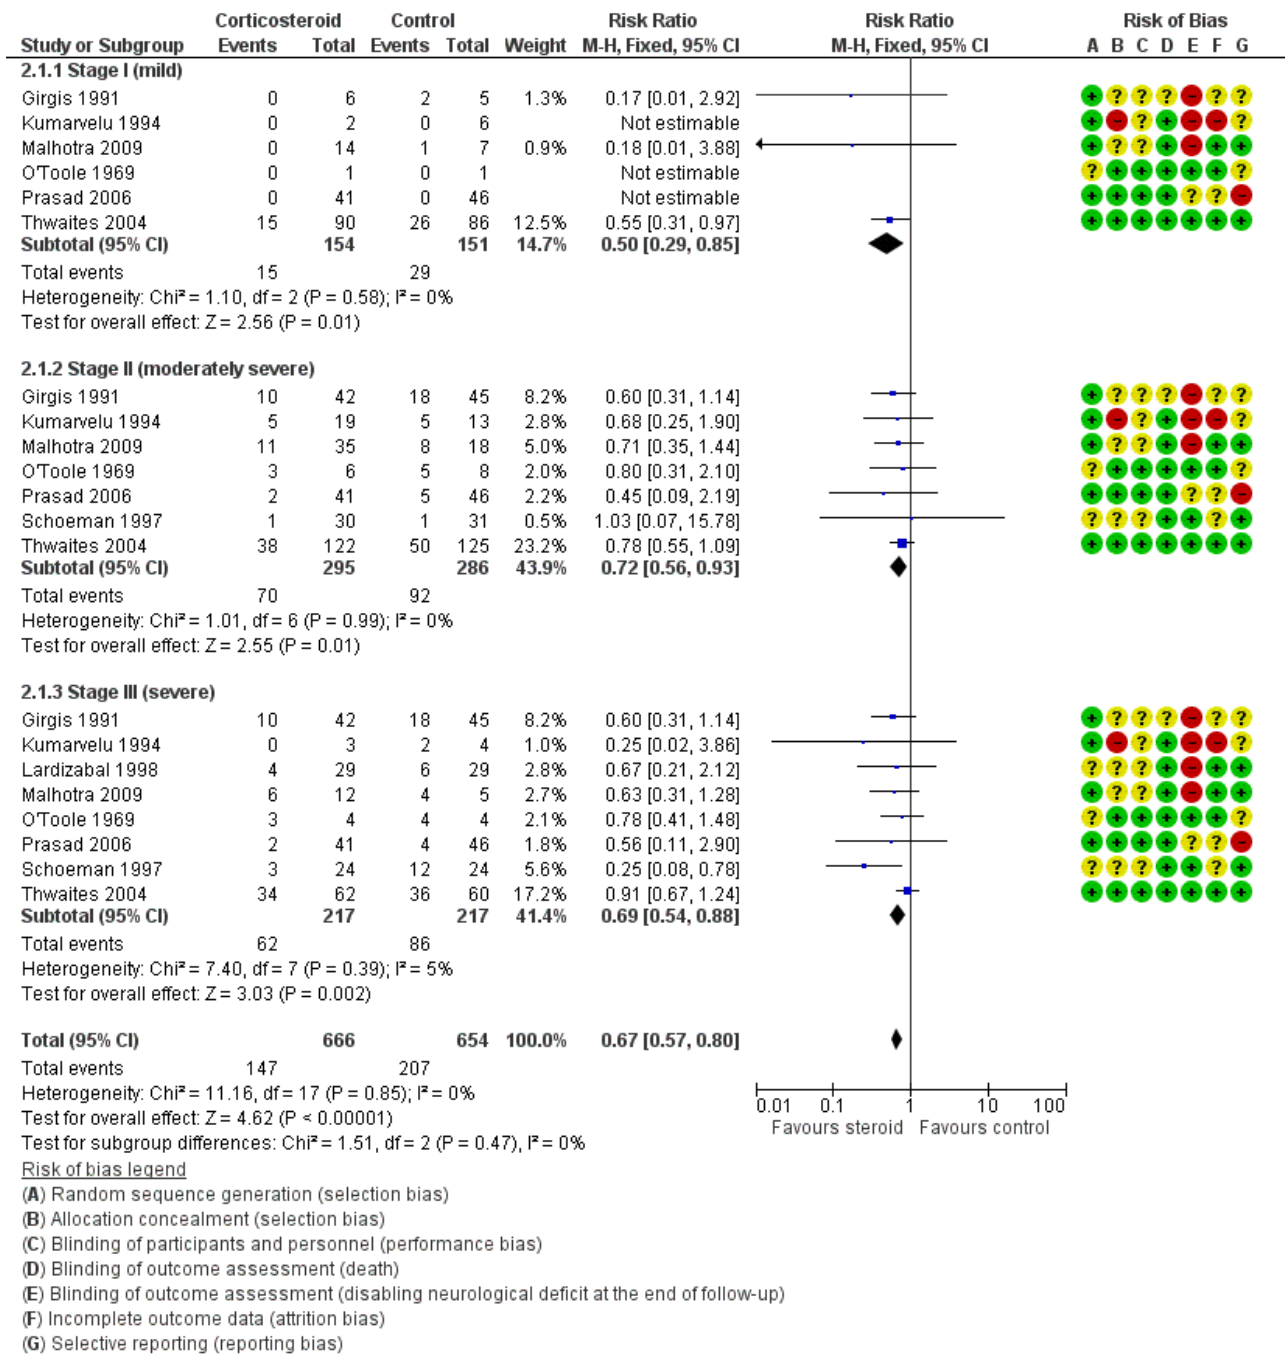 Corticosteroid Control Risk Ratio Risk Ratio Risk of Bias
Study or Subgroup Events Total Events Total Weight M-H, Fixed, 95% CI M-H, Fixed, 95% CI A B C D E F G
2.1.1 Stage I (mild)
Girgis 1991 0 6 2 5 1.3% 0.17 [0.01, 2.92] + ? ? ? - ? ?
Kumarvelu 1994 0 2 0 6 Not estimable + - ? + - - ?
Malhotra 2009 0 14 1 7 0.9% 0.18 [0.01, 3.88] + ? ? + - + +
O'Toole 1969 0 1 0 1 Not estimable ? + + + + + ?
Prasad 2006 0 41 0 46 Not estimable + + + + ? ? -
Thwaites 2004 15 90 26 86 12.5% 0.55 [0.31, 0.97] + + + + + + +
Subtotal (95% CI) 154 151 14.7% 0.50 [0.29, 0.85]
Total events 15 29
Heterogeneity: Chi² = 1.10, df = 2 (P = 0.58); I² = 0%
Test for overall effect: Z = 2.56 (P = 0.01)
2.1.2 Stage II (moderately severe)
Girgis 1991 10 42 18 45 8.2% 0.60 [0.31, 1.14] + ? ? ? - ? ?
Kumarvelu 1994 5 19 5 13 2.8% 0.68 [0.25, 1.90] + - ? + - - ?
Malhotra 2009 11 35 8 18 5.0% 0.71 [0.35, 1.44] + ? ? + - + +
O'Toole 1969 3 6 5 8 2.0% 0.80 [0.31, 2.10] ? + + + + + ?
Prasad 2006 2 41 5 46 2.2% 0.45 [0.09, 2.19] + + + + ? ? -
Schoeman 1997 1 30 1 31 0.5% 1.03 [0.07, 15.78] ? ? ? + + ? +
Thwaites 2004 38 122 50 125 23.2% 0.78 [0.55, 1.09] + + + + + + +
Subtotal (95% CI) 295 286 43.9% 0.72 [0.56, 0.93]
Total events 70 92
Heterogeneity: Chi² = 1.01, df = 6 (P = 0.99); I² = 0%
Test for overall effect: Z = 2.55 (P = 0.01)
2.1.3 Stage III (severe)
Girgis 1991 10 42 18 45 8.2% 0.60 [0.31, 1.14] + ? ? ? - ? ?
Kumarvelu 1994 0 3 2 4 1.0% 0.25 [0.02, 3.86] + - ? + - - ?
Lardizabal 1998 4 29 6 29 2.8% 0.67 [0.21, 2.12] ? ? ? + - + +
Malhotra 2009 6 12 4 5 2.7% 0.63 [0.31, 1.28] + ? ? + - + +
O'Toole 1969 3 4 4 4 2.1% 0.78 [0.41, 1.48] ? + + + + + ?
Prasad 2006 2 41 4 46 1.8% 0.56 [0.11, 2.90] + + + + ? ? -
Schoeman 1997 3 24 12 24 5.6% 0.25 [0.08, 0.78] ? ? ? + + ? +
Thwaites 2004 34 62 36 60 17.2% 0.91 [0.67, 1.24] + + + + + + +
Subtotal (95% CI) 217 217 41.4% 0.69 [0.54, 0.88]
Total events 62 86
Heterogeneity: Chi² = 7.40, df = 7 (P = 0.39); I² = 5%
Test for overall effect: Z = 3.03 (P = 0.002)
Total (95% CI) 666 654 100.0% 0.67 [0.57, 0.80]
Total events 147 207
Heterogeneity: Chi² = 11.16, df = 17 (P = 0.85); I² = 0%
Test for overall effect: Z = 4.62 (P < 0.00001)
Test for subgroup differences: Chi² = 1.51, df = 2 (P = 0.47), I² = 0%
0.01 0.1 1 10 100
Favours steroid Favours control
Risk of bias legend
(A) Random sequence generation (selection bias)
(B) Allocation concealment (selection bias)
(C) Blinding of participants and personnel (performance bias)
(D) Blinding of outcome assessment (death)
(E) Blinding of outcome assessment (disabling neurological deficit at the end of follow-up)
(F) Incomplete outcome data (attrition bias)
(G) Selective reporting (reporting bias)